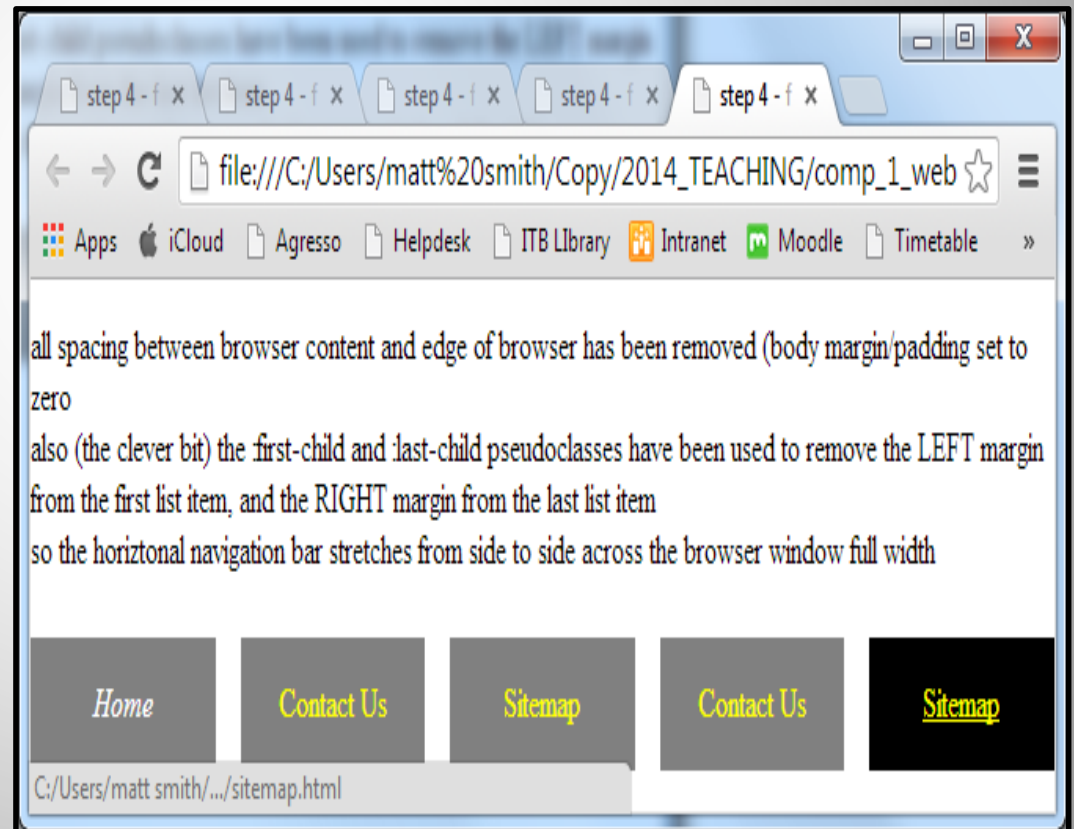 step 4 - f step 4 - f step 4 - f step 4 - f step 4 - f
file:///C:/Users/matt%20smith/Copy/2014_TEACHING/comp_1_web
Apps iCloud Agresso Helpdesk ITB LIbrary Intranet Moodle Timetable »
all spacing between browser content and edge of browser has been removed (body margin/padding set to
zero
also (the clever bit) the :first-child and :last-child pseudoclasses have been used to remove the LEFT margin
from the first list item, and the RIGHT margin from the last list item
so the horiztonal navigation bar stretches from side to side across the browser window full width
Home Contact Us Sitemap Contact Us Sitemap
C:/Users/matt smith/.../sitemap.html